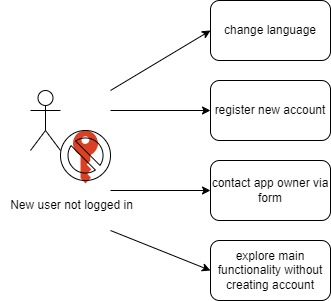 change language
register new account
contact app owner via
form
New user not logged in
explore main
functionality without
creating account